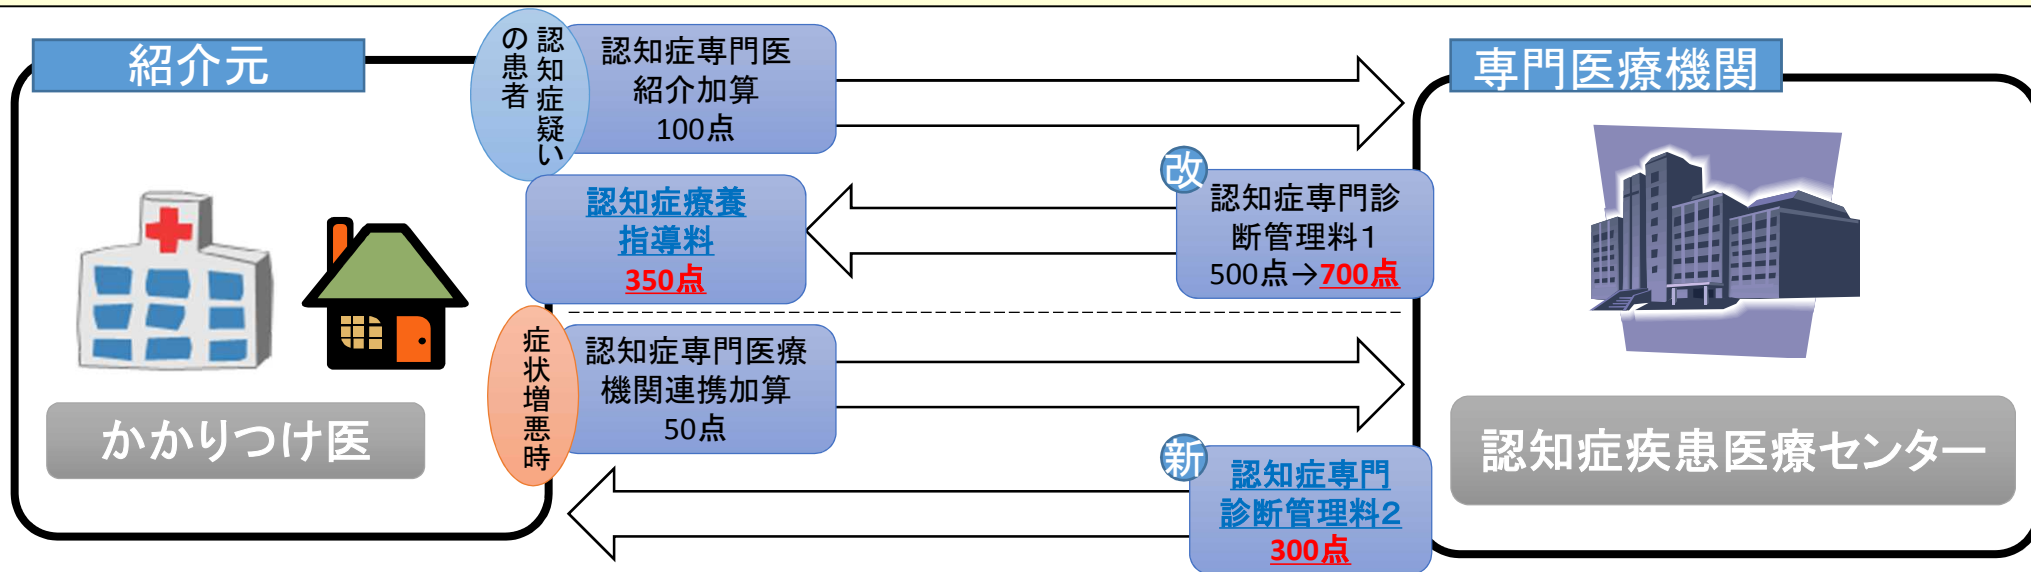 紹介元
認知症疑い
の患者
認知症専門医
紹介加算
100点
専門医療機関
改
認知症専門診
断管理料1
500点→700点
認知症療養
指導料
350点
症状増悪時
認知症専門医療
機関連携加算
50点
新
認知症専門
診断管理料2
300点
かかりつけ医
認知症疾患医療センター